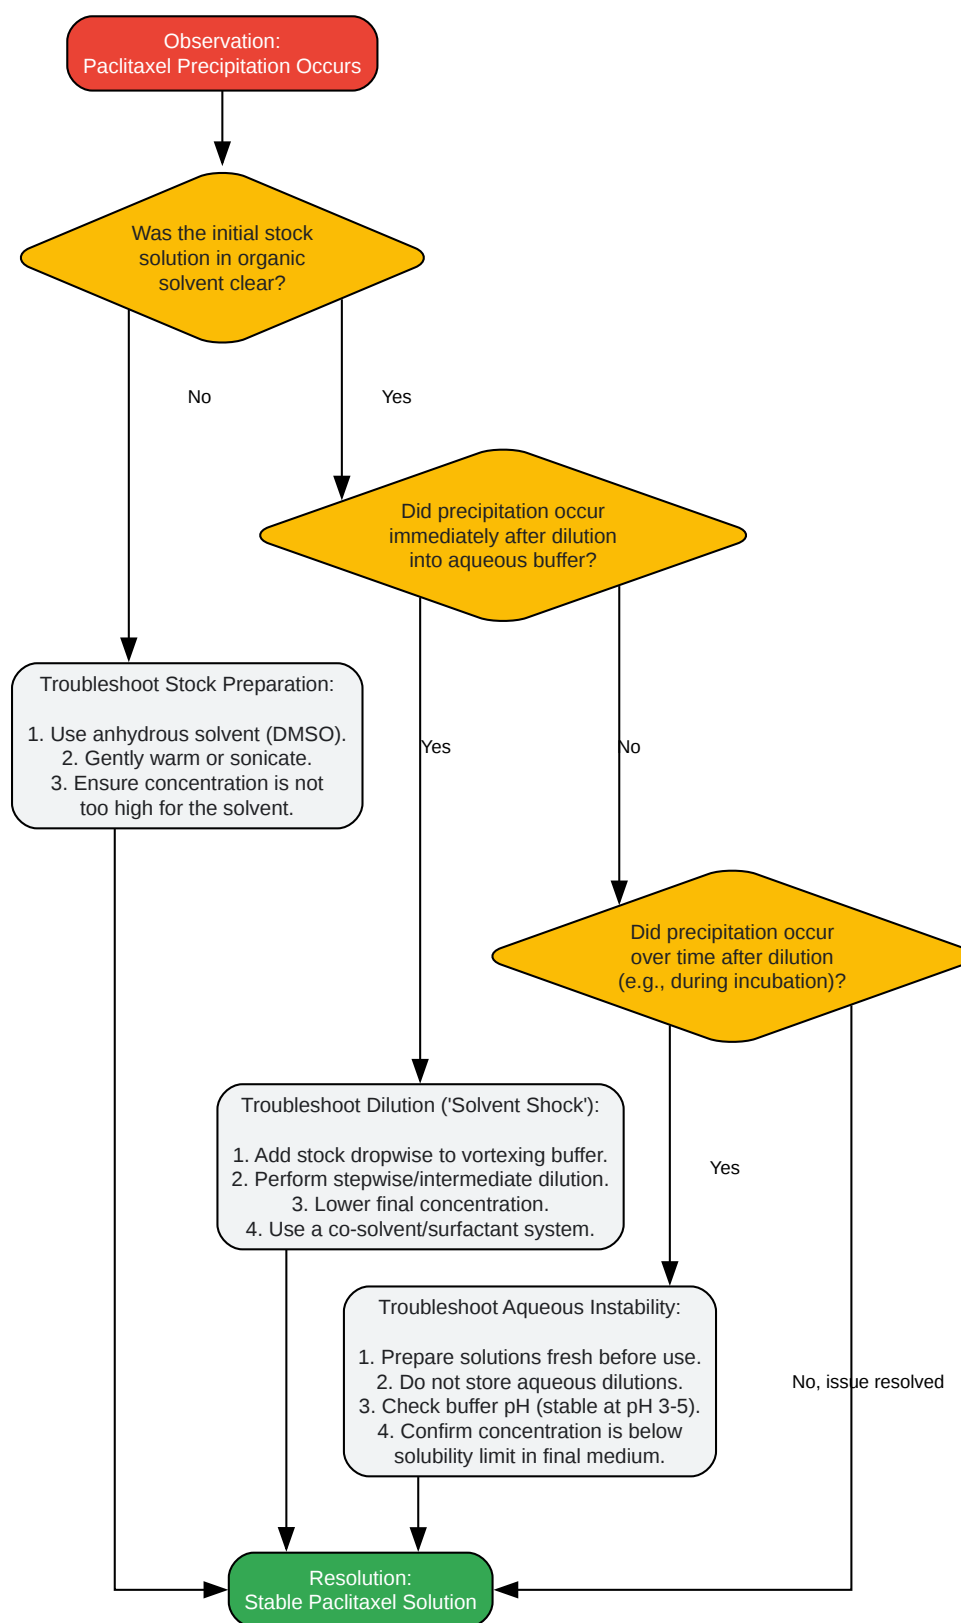 Observation:
Paclitaxel Precipitation Occurs
Was the initial stock
solution in organic
solvent clear?
No
Yes
Did precipitation occur
immediately after dilution
into aqueous buffer?
Troubleshoot Stock Preparation:
1. Use anhydrous solvent (DMSO).
2. Gently warm or sonicate.
3. Ensure concentration is not
too high for the solvent.
Yes
No
Did precipitation occur
over time after dilution
(e.g., during incubation)?
Troubleshoot Dilution ('Solvent Shock'):
1. Add stock dropwise to vortexing buffer.
2. Perform stepwise/intermediate dilution.
3. Lower final concentration.
4. Use a co-solvent/surfactant system.
Yes
Troubleshoot Aqueous Instability:
1. Prepare solutions fresh before use.
2. Do not store aqueous dilutions.
3. Check buffer pH (stable at pH 3-5).
4. Confirm concentration is below
solubility limit in final medium.
No, issue resolved
Resolution:
Stable Paclitaxel Solution